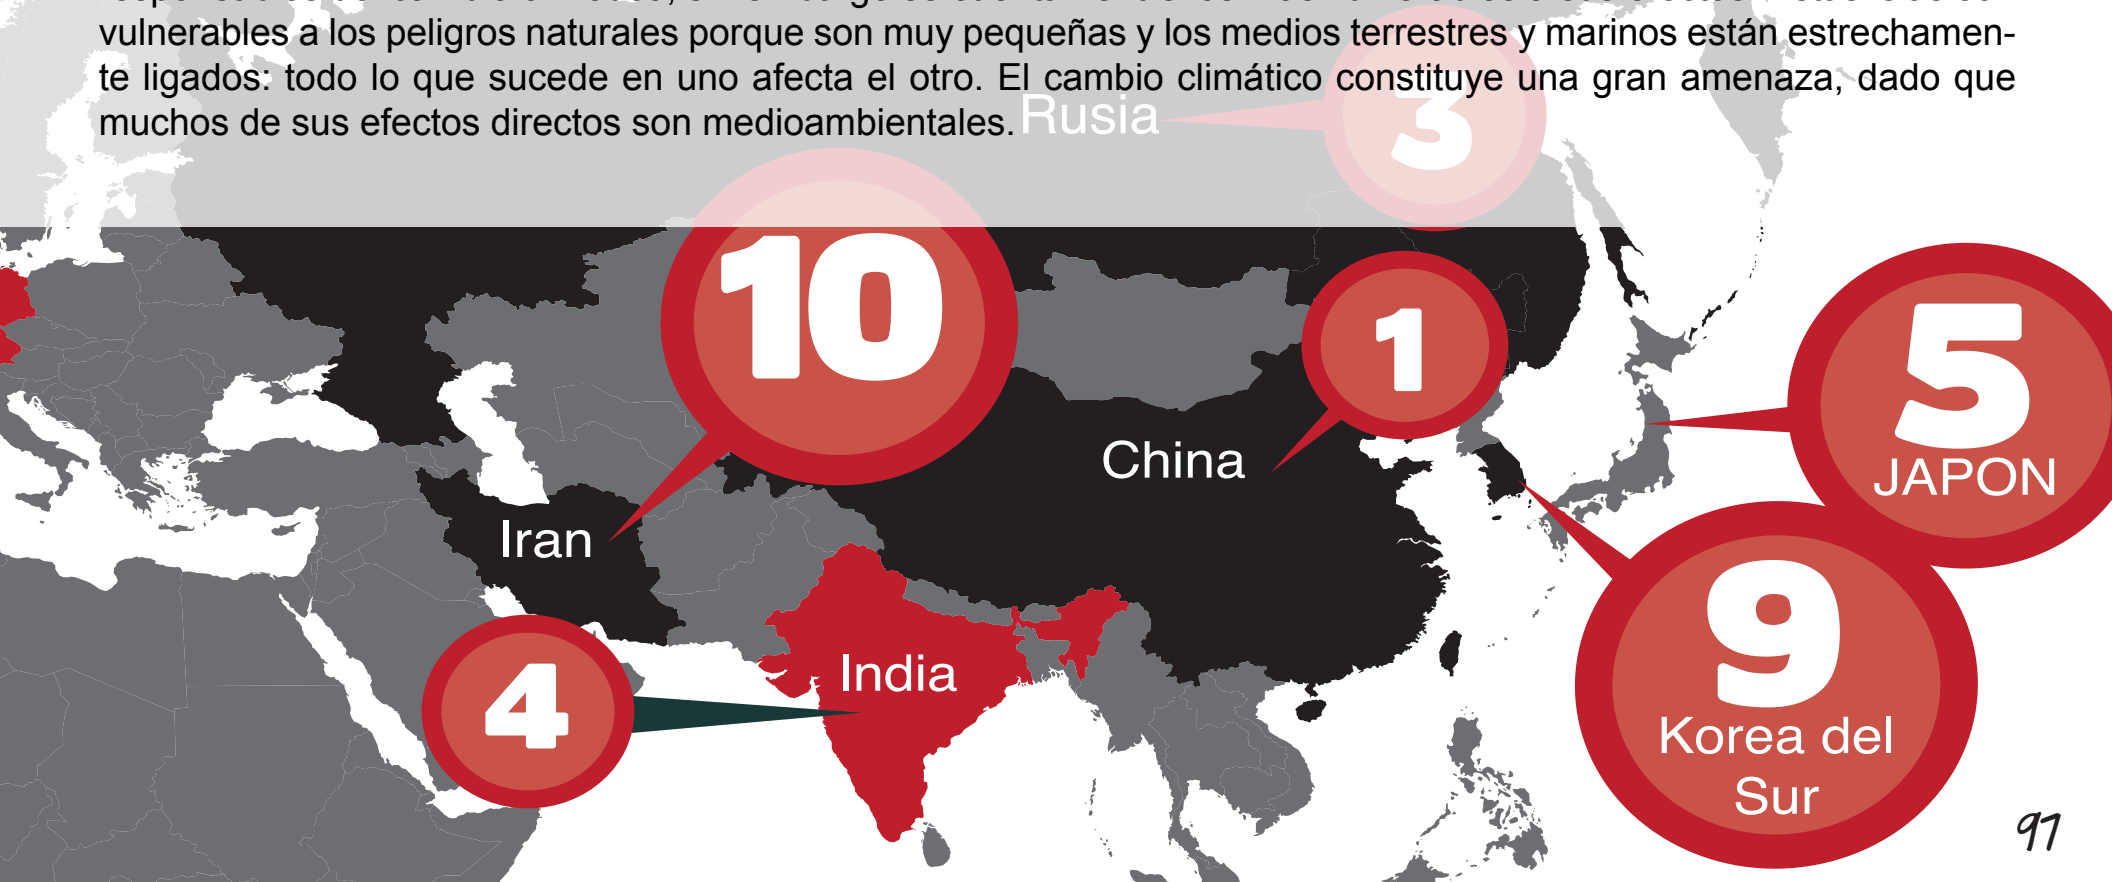 vulnerables a los peligros naturales porque son muy pequeñas y los medios terrestres y marinos están estrechamen-
te ligados: todo lo que sucede en uno afecta el otro. El cambio climático constituye una gran amenaza, dado que
muchos de sus efectos directos son medioambientales.
Rusia
3
10
1
5
JAPON
China
Iran
9
Korea del
Sur
India
4
97